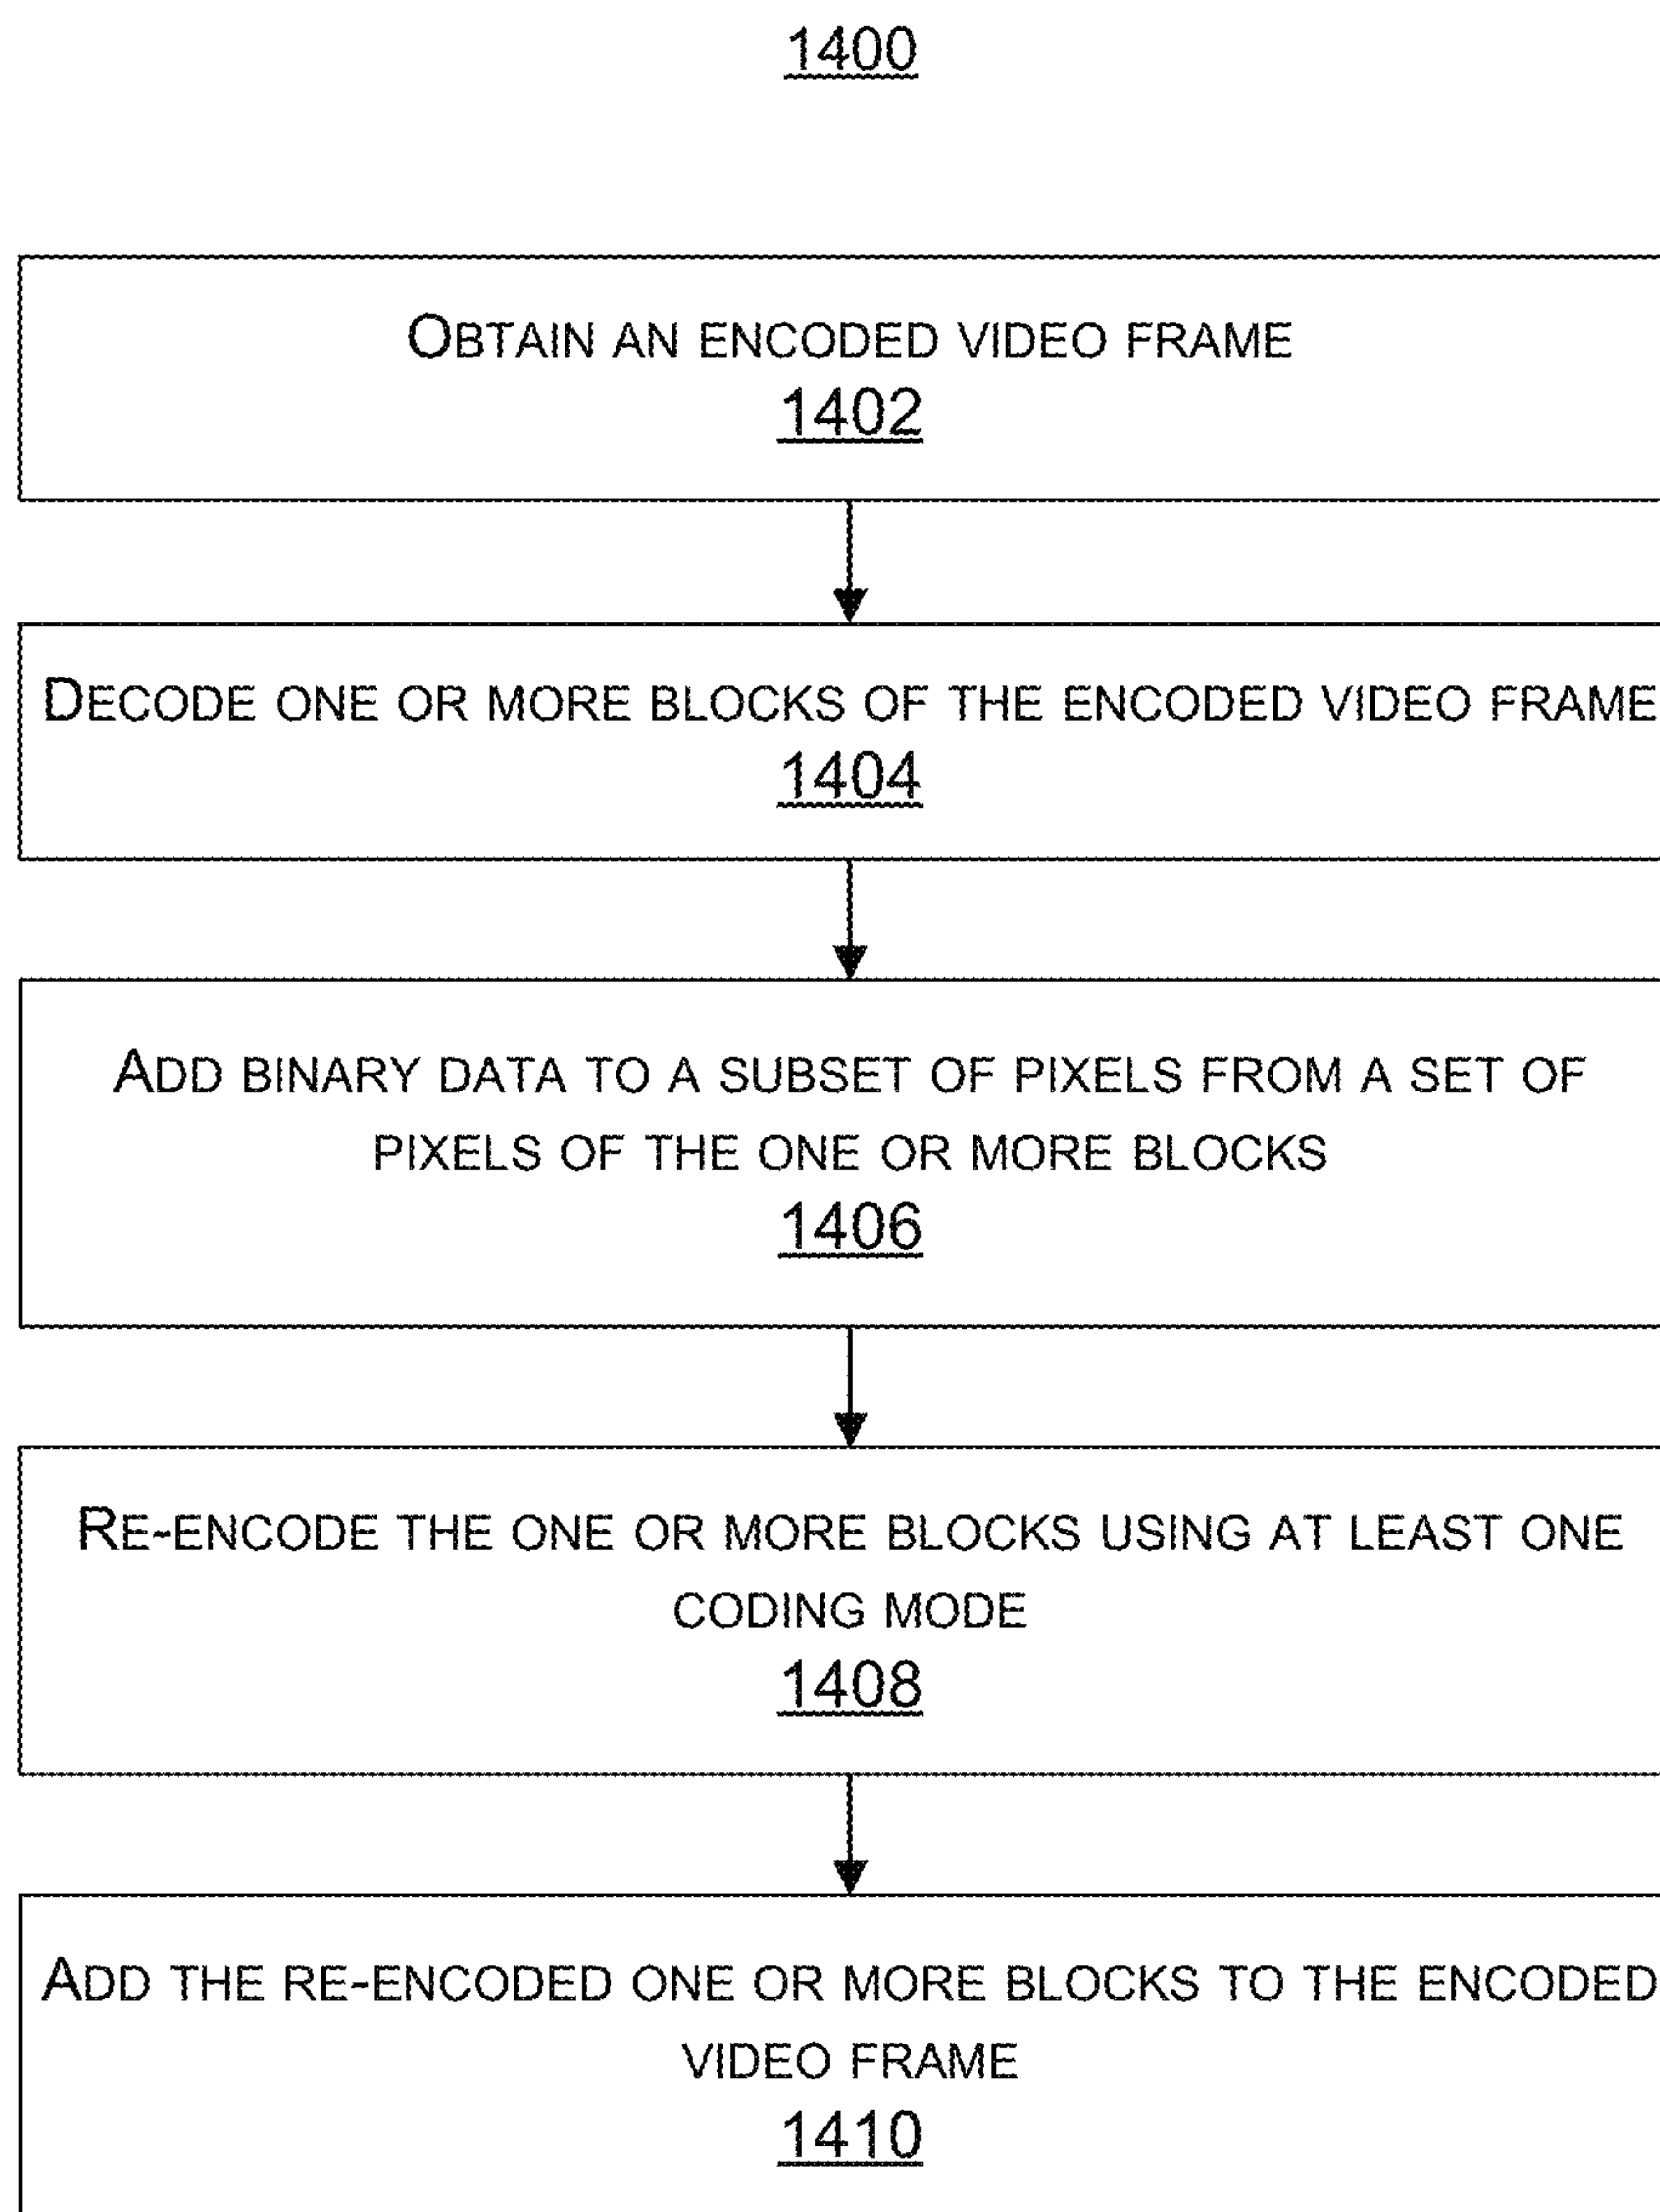 1400
OBTAIN AN ENCODED VIDEO FRAME
1402
DECODE ONE OR MORE BLOCKS OF THE ENCODED VIDEO FRAME
1404
ADD BINARY DATA TO A SUBSET OF PIXELS FROM A SET OF
PIXELS OF THE ONE OR MORE BLOCKS
1406
RE-ENCODE THE ONE OR MORE BLOCKS USING AT LEAST ONE
CODING MODE
1408
ADD THE RE-ENCODED ONE OR MORE BLOCKS TO THE ENCODED
VIDEO FRAME
1410